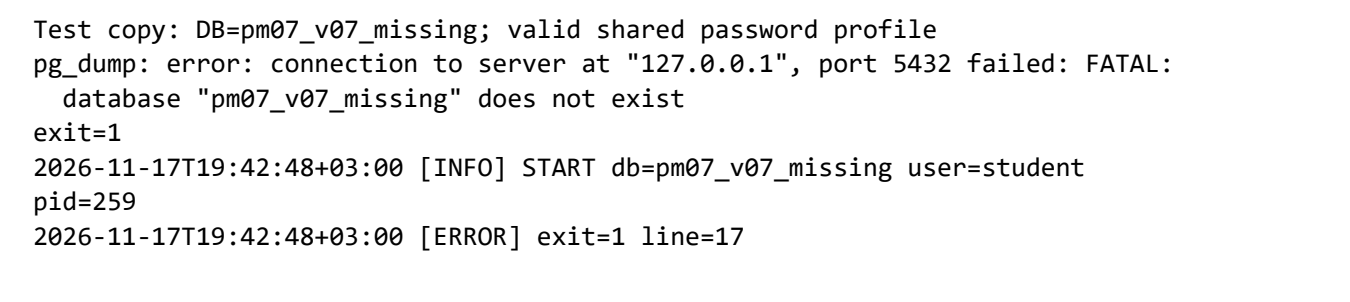 Test copy: DB=pm07_v07_missing; valid shared password profile
pg_dump: error: connection to server at "127.0.0.1", port 5432 failed: FATAL:
  database "pm07_v07_missing" does not exist
exit=1
2026-11-17T19:42:48+03:00 [INFO] START db=pm07_v07_missing user=student
pid=259
2026-11-17T19:42:48+03:00 [ERROR] exit=1 line=17